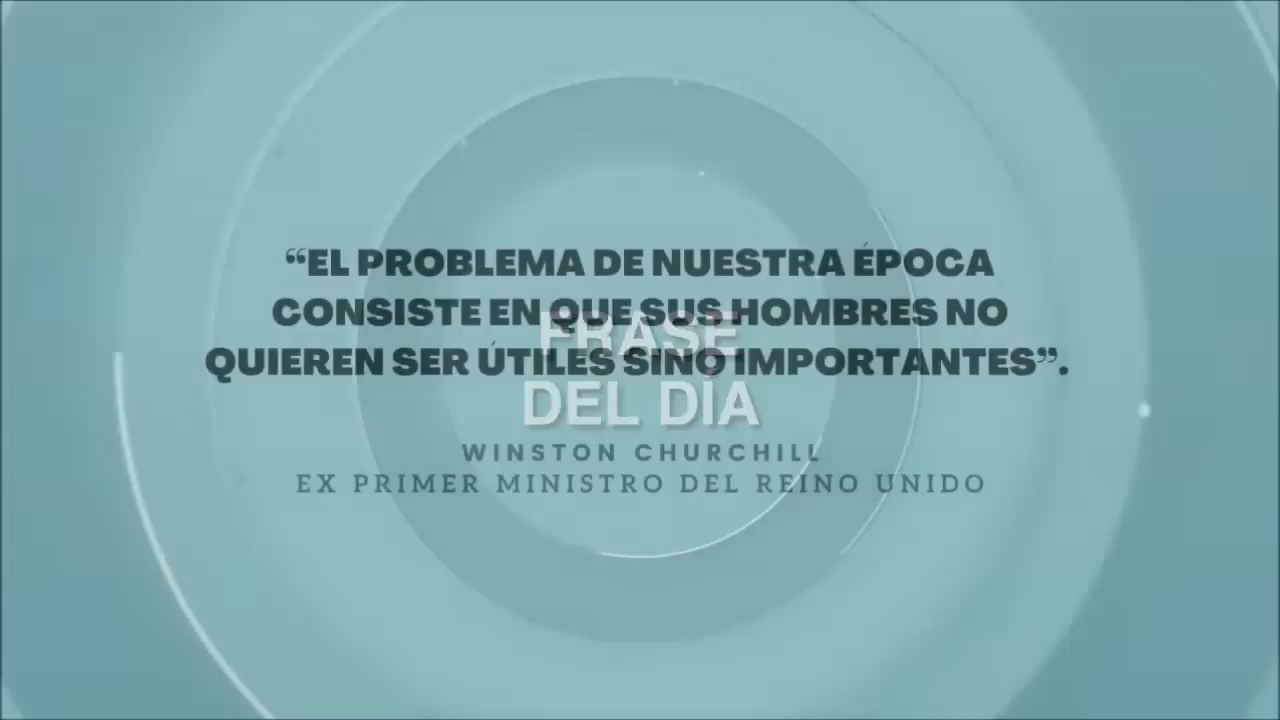 “EL PROBLEMA DE NUESTRA ÉPOCA
CONSISTE EN QUE SUS HOMBRES NO
QUIEREN SER ÚTILES SINO IMPORTANTES”.
FRASE
DEL DÍA
WINSTON CHURCHILL
EX PRIMER MINISTRO DEL REINO UNIDO